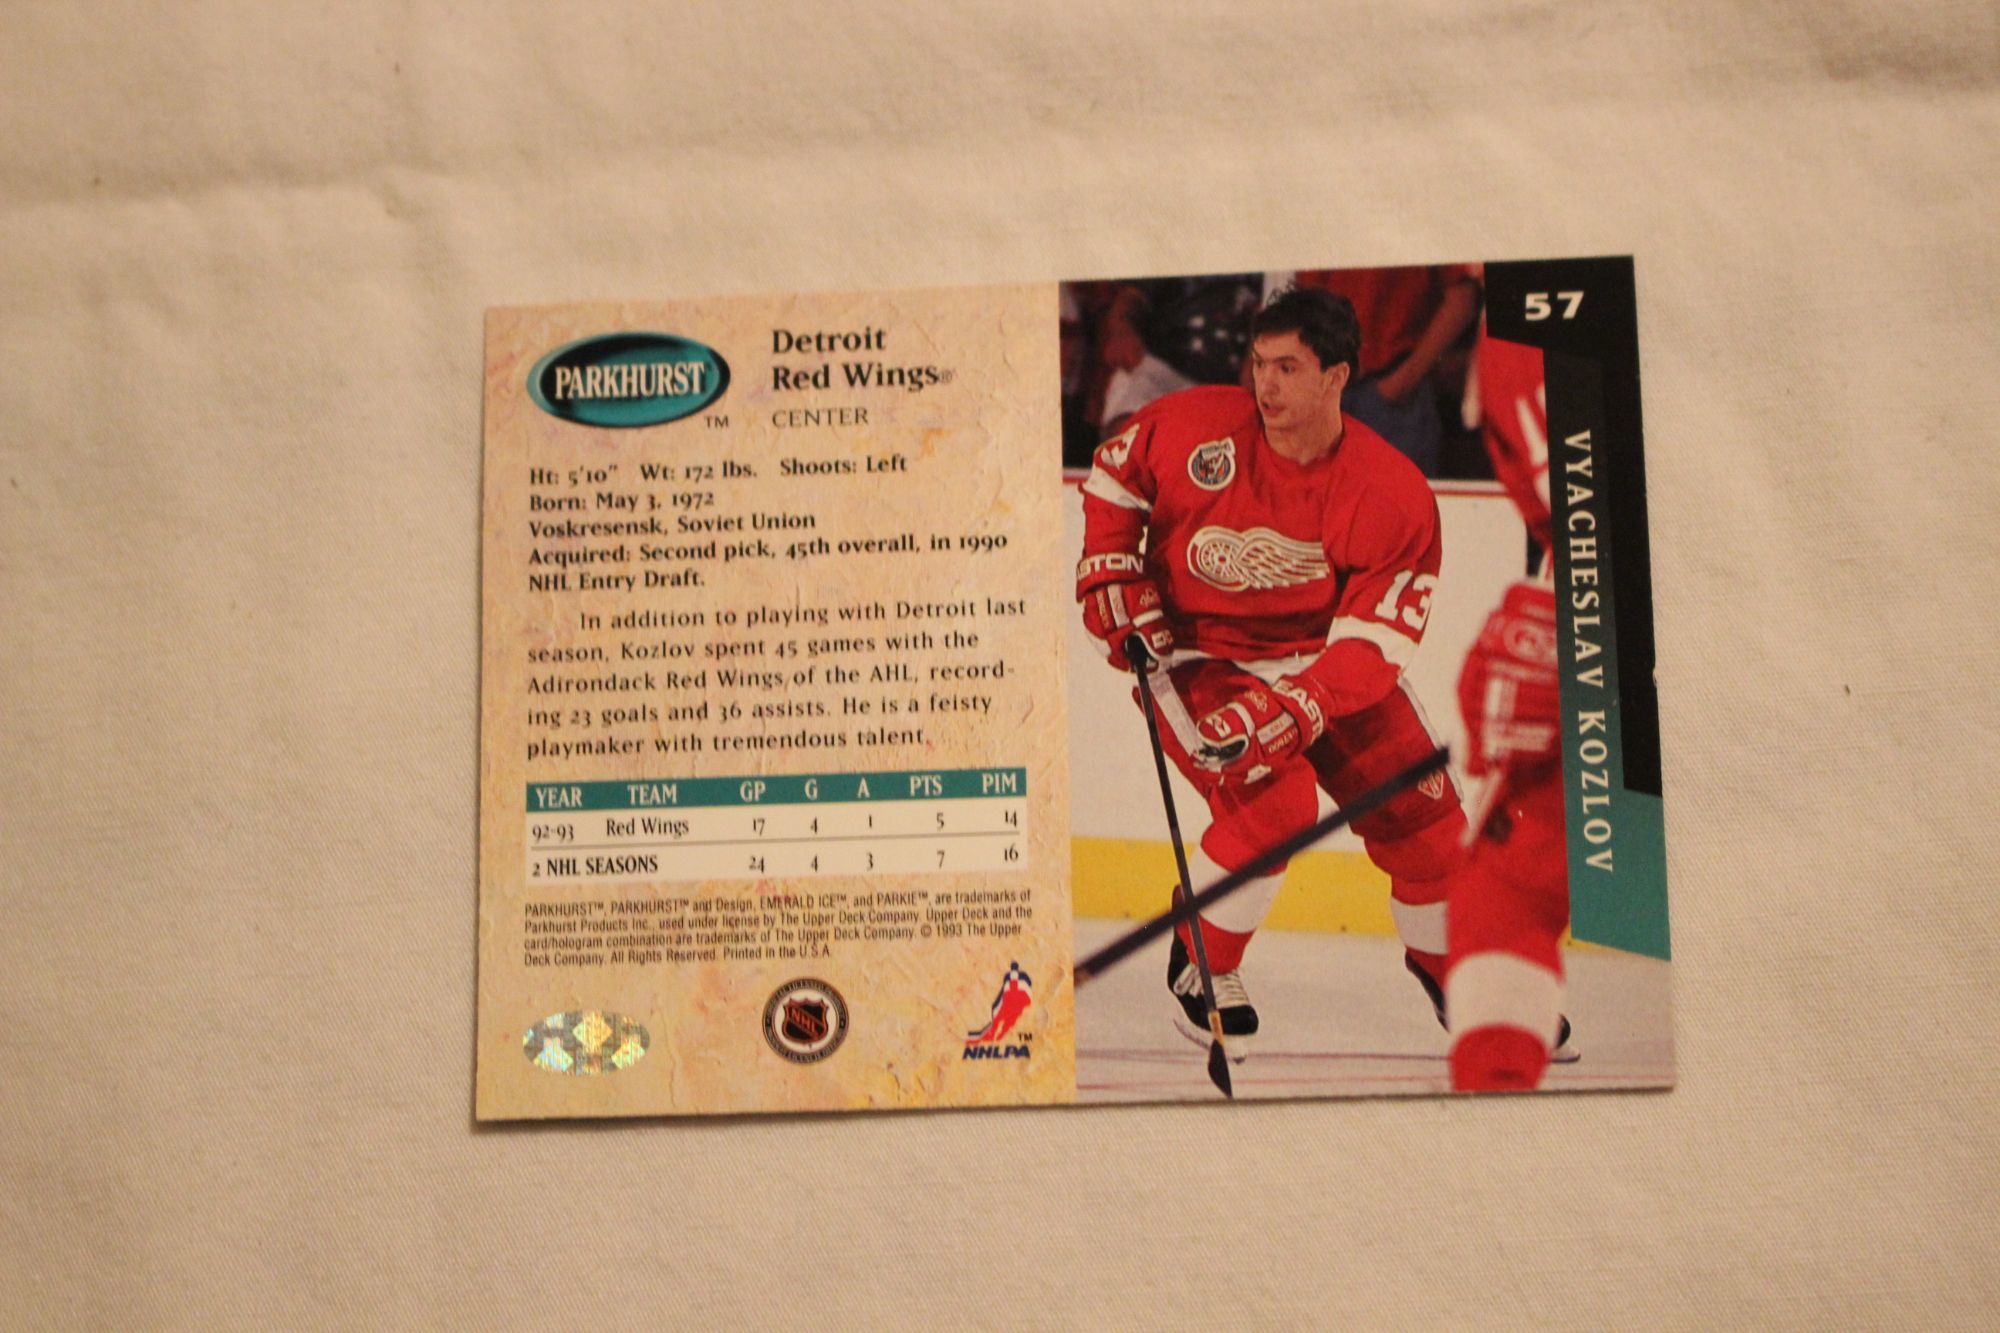 PARKHURST
TM
Detroit
Red Wings®
CENTER
Ht: 5'10" Wt: 172 lbs. Shoots: Left
Born: May 3, 1972
Voskresensk, Soviet Union
Acquired: Second pick, 45th overall, in 1990
NHL Entry Draft.
In addition to playing with Detroit last
season, Kozlov spent 45 games with the
Adirondack Red Wings of the AHL, record-
ing 23 goals and 36 assists. He is a feisty
playmaker with tremendous talent.
YEAR TEAM GP G A PTS PIM
92-93 Red Wings 17 4 1 5 14
2 NHL SEASONS 24 4 3 7 16
PARKHURST™, PARKHURST™ and Design, EMERALD ICE™, and PARKIE™, are trademarks of
Parkhurst Products Inc., used under license by The Upper Deck Company. Upper Deck and the
card/hologram combination are trademarks of The Upper Deck Company. © 1993 The Upper
Deck Company. All Rights Reserved. Printed in the U.S.A.
NHL
TM
NHLPA
57
VYACHESLAV KOZLOV
13
ASTON
13
EAST